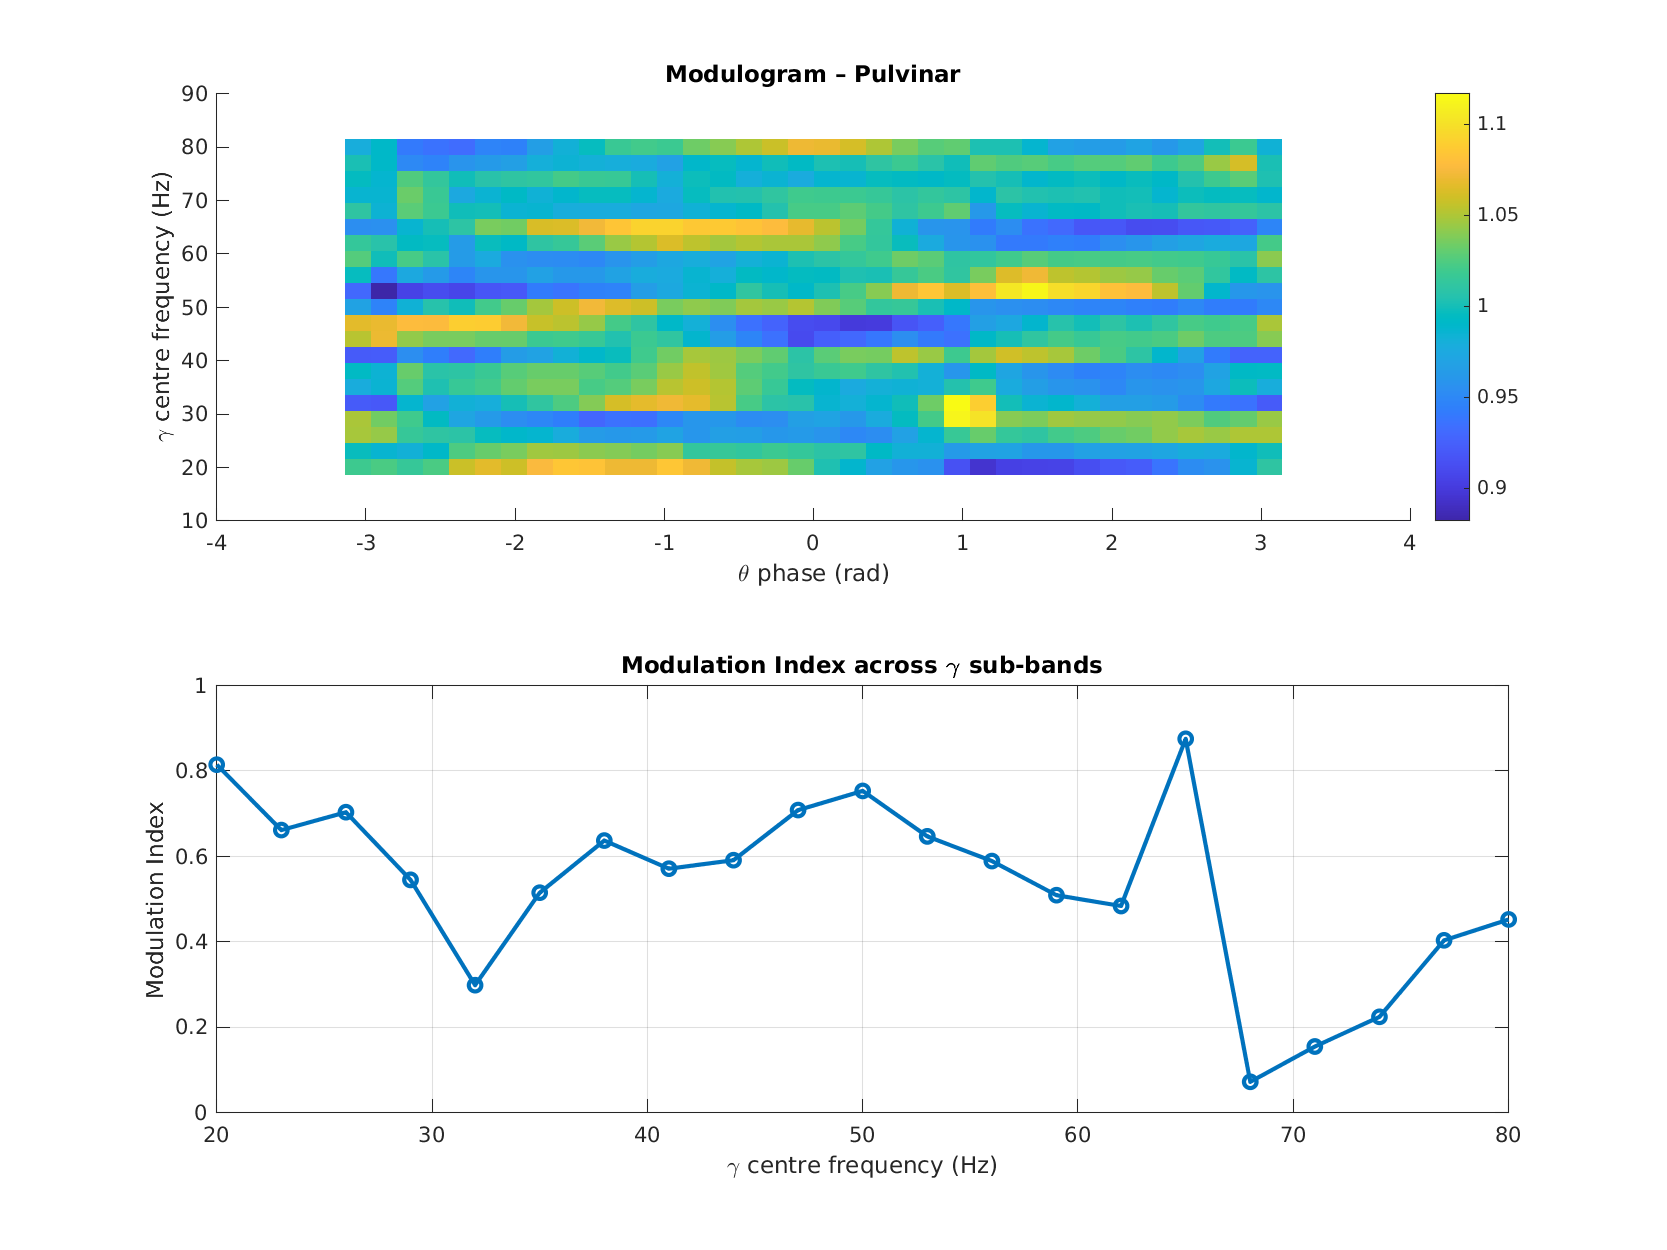 Modulogram – Pulvinar
90
80
70
60
50
40
30
20
10
γ centre frequency (Hz)
-4 -3 -2 -1 0 1 2 3 4
θ phase (rad)
1.1
1.05
1
0.95
0.9
Modulation Index across γ sub-bands
1
0.8
0.6
0.4
0.2
0
Modulation Index
20 30 40 50 60 70 80
γ centre frequency (Hz)